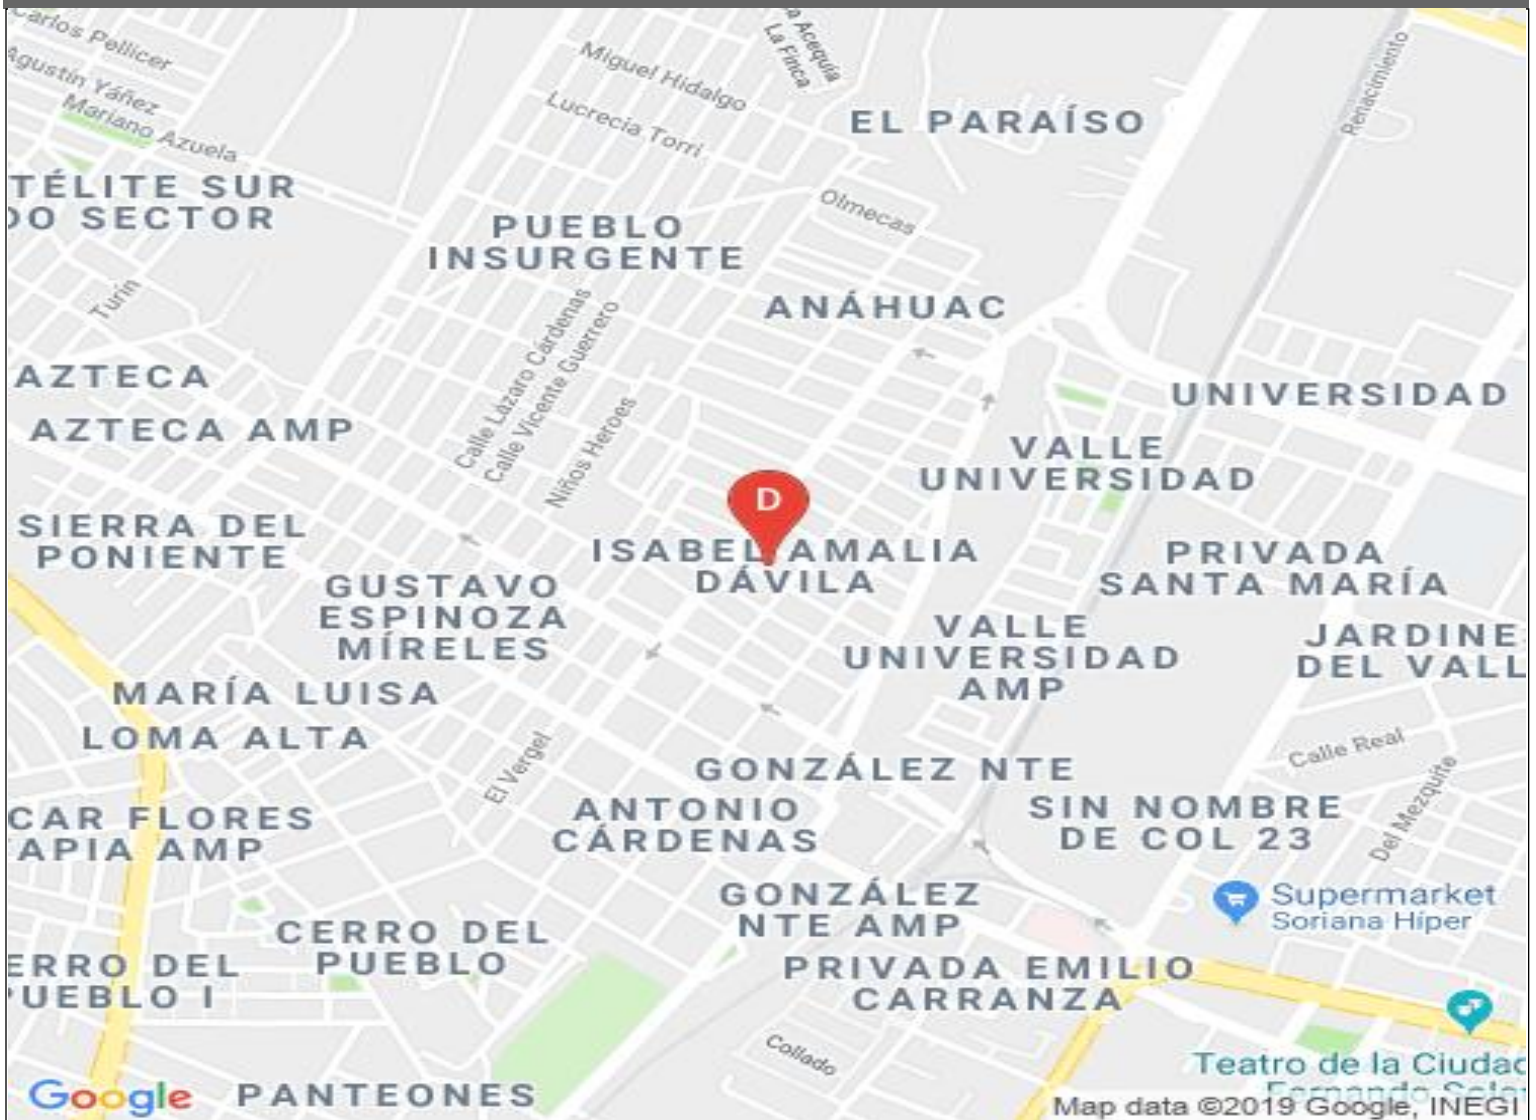 Carlos Pellicer
Agustín Yáñez
Mariano Azuela
Miguel Hidalgo
Lucrecia Torri
La Finca
Acequia
EL PARAÍSO
Renacimiento
TÉLITE SUR
DO SECTOR
Olmecas
PUEBLO
INSURGENTE
Turín
ANÁHUAC
Calle Lázaro Cárdenas
Calle Vicente Guerrero
Niños Heroes
AZTECA
AZTECA AMP
UNIVERSIDAD
VALLE
UNIVERSIDAD
D
SIERRA DEL
PONIENTE
ISABEL AMALIA
DÁVILA
PRIVADA
SANTA MARÍA
GUSTAVO
ESPINOZA
MÍRELES
VALLE
UNIVERSIDAD
AMP
JARDINE
DEL VALL
MARÍA LUISA
LOMA ALTA
El Vergel
Calle Real
Del Mezquite
GONZÁLEZ NTE
ANTONIO
CÁRDENAS
SIN NOMBRE
DE COL 23
CAR FLORES
APIA AMP
GONZÁLEZ
NTE AMP
Supermarket
Soriana Híper
CERRO DEL
PUEBLO
ERRO DEL
PUEBLO I
PRIVADA EMILIO
CARRANZA
Collado
Teatro de la Ciudad
Google
PANTEONES
Map data ©2019 Google, INEGI